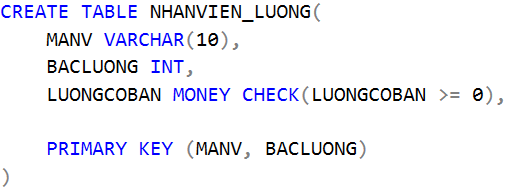 CREATE TABLE NHANVIEN_LUONG(
MANV VARCHAR(10),
BACLUONG INT,
LUONGCOBAN MONEY CHECK(LUONGCOBAN >= 0),
PRIMARY KEY (MANV, BACLUONG)
)